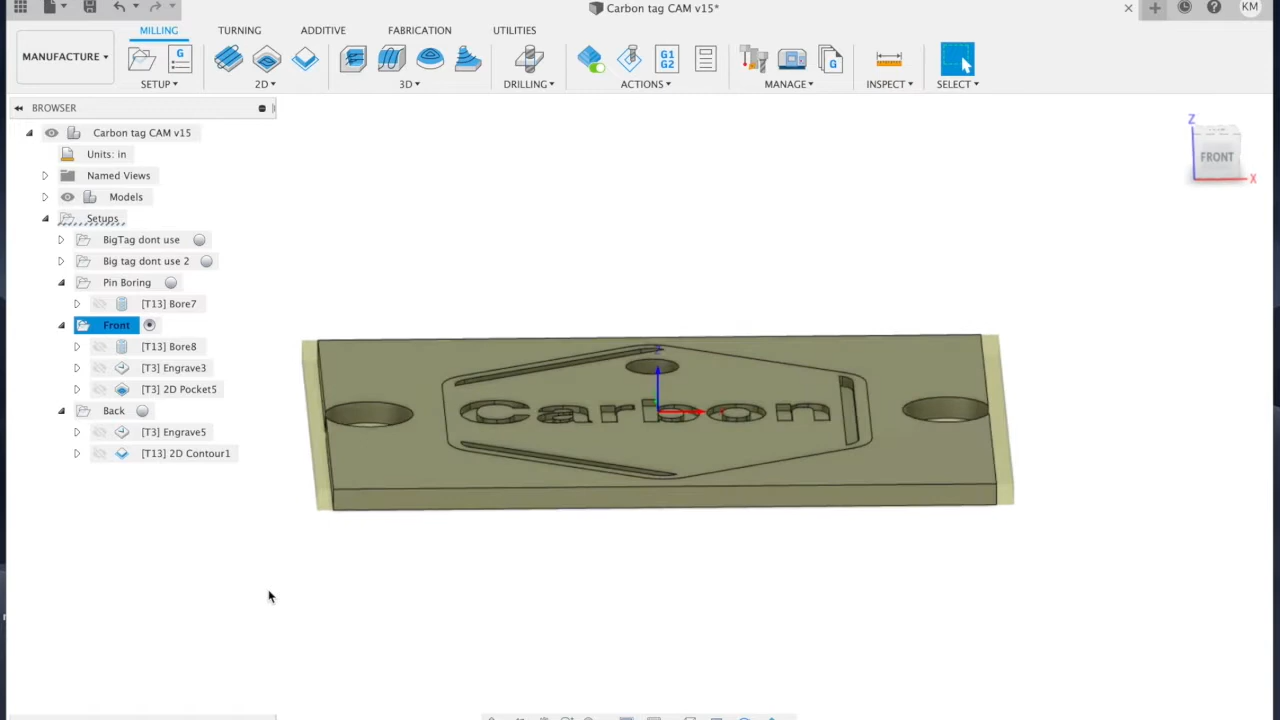 Carbon tag CAM v15*
KM
MILLING
TURNING
ADDITIVE
FABRICATION
UTILITIES
MANUFACTURE
G
G1
G2
G
SETUP
2D
3D
DRILLING
ACTIONS
MANAGE
INSPECT
SELECT
BROWSER
Carbon tag CAM v15
Units: in
Named Views
Models
Setups
BigTag dont use
Big tag dont use 2
Pin Boring
[T13] Bore7
Front
[T13] Bore8
[T3] Engrave3
[T3] 2D Pocket5
Back
[T3] Engrave5
[T13] 2D Contour1
Z
FRONT
X
Z
Carbon